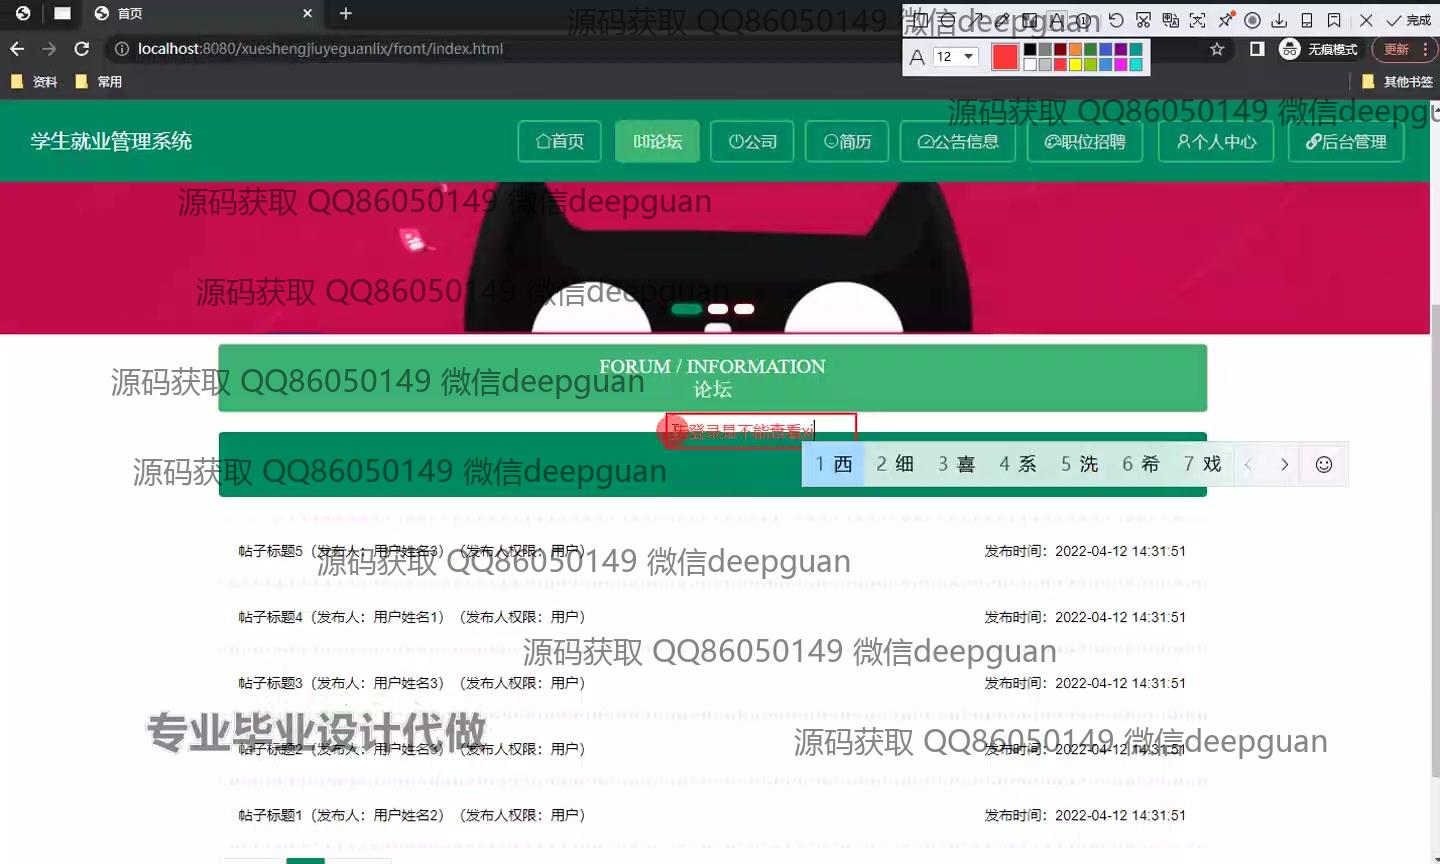 首页
完成
localhost:8080/xueshengjiuyeguanlix/front/index.html
A 12
无痕模式
更新
资料 常用
其他书签
源码获取 QQ86050149 微信deepguan
源码获取 QQ86050149 微信deepgu
学生就业管理系统
首页 论坛 公司 简历 公告信息 职位招聘 个人中心 后台管理
源码获取 QQ86050149 微信deepguan
源码获取 QQ86050149 微信deepguan
FORUM / INFORMATION
论坛
源码获取 QQ86050149 微信deepguan
登录是不能查看xi
1 西 2 细 3 喜 4 系 5 洗 6 希 7 戏
源码获取 QQ86050149 微信deepguan
帖子标题5（发布人：用户姓名3）（发布人权限：用户） 发布时间：2022-04-12 14:31:51
源码获取 QQ86050149 微信deepguan
帖子标题4（发布人：用户姓名1）（发布人权限：用户） 发布时间：2022-04-12 14:31:51
源码获取 QQ86050149 微信deepguan
帖子标题3（发布人：用户姓名3）（发布人权限：用户） 发布时间：2022-04-12 14:31:51
专业毕业设计代做
源码获取 QQ86050149 微信deepguan
帖子标题2（发布人：用户姓名3）（发布人权限：用户） 发布时间：2022-04-12 14:31:51
帖子标题1（发布人：用户姓名2）（发布人权限：用户） 发布时间：2022-04-12 14:31:51